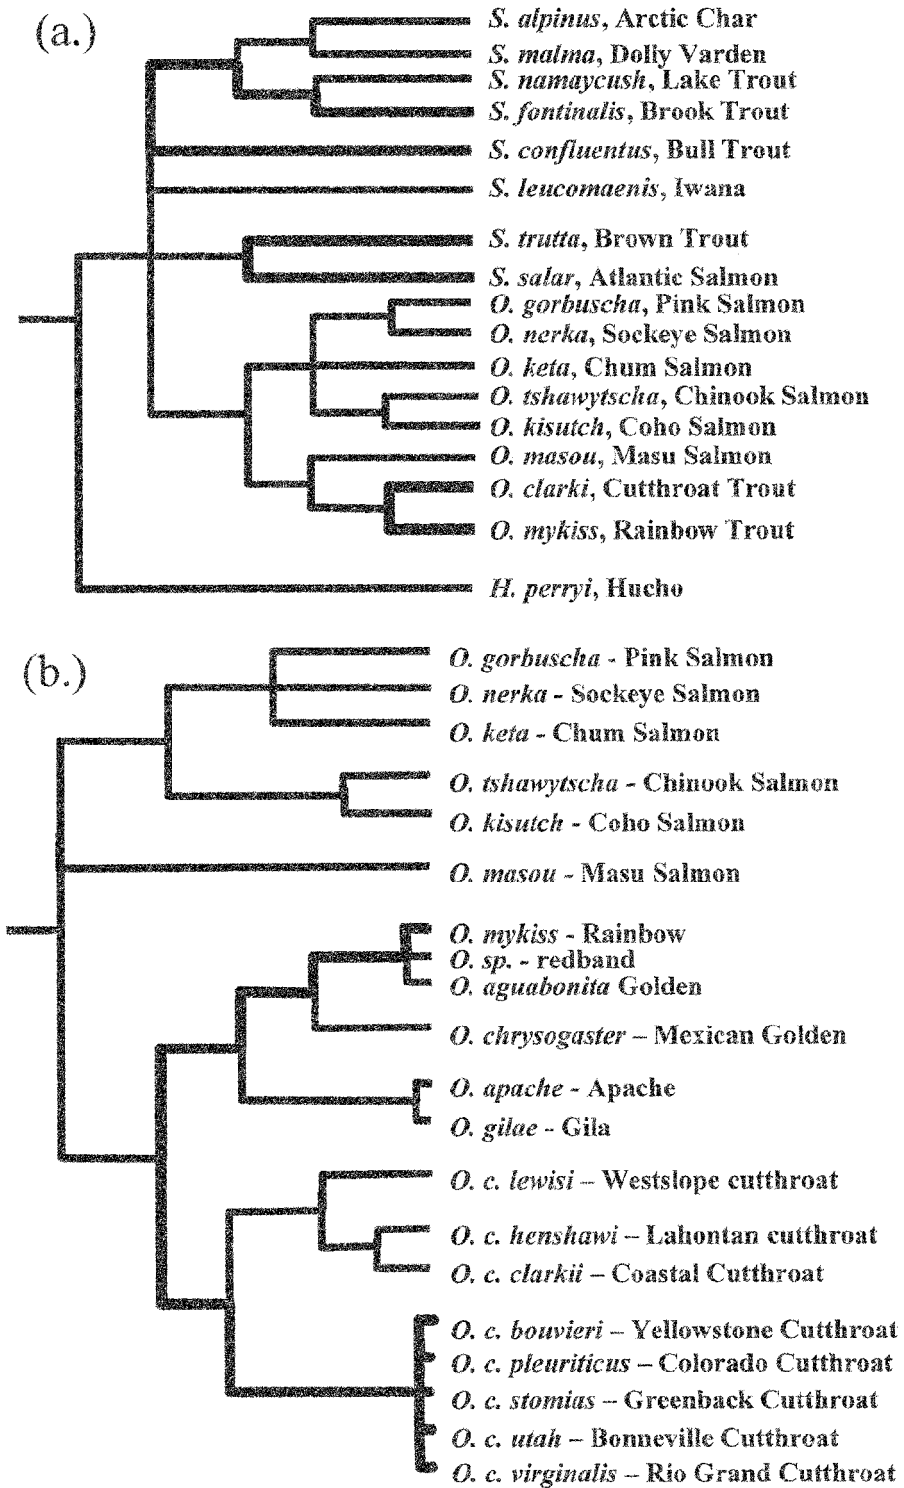 (a.)
S. alpinus, Arctic Char
S. malma, Dolly Varden
S. namaycush, Lake Trout
S. fontinalis, Brook Trout
S. confluentus, Bull Trout
S. leucomaenis, Iwana
S. trutta, Brown Trout
S. salar, Atlantic Salmon
O. gorbuscha, Pink Salmon
O. nerka, Sockeye Salmon
O. keta, Chum Salmon
O. tshawytscha, Chinook Salmon
O. kisutch, Coho Salmon
O. masou, Masu Salmon
O. clarki, Cutthroat Trout
O. mykiss, Rainbow Trout
H. perryi, Hucho
(b.)
O. gorbuscha - Pink Salmon
O. nerka - Sockeye Salmon
O. keta - Chum Salmon
O. tshawytscha - Chinook Salmon
O. kisutch - Coho Salmon
O. masou - Masu Salmon
O. mykiss - Rainbow
O. sp. - redband
O. aguabonita Golden
O. chrysogaster – Mexican Golden
O. apache - Apache
O. gilae - Gila
O. c. lewisi – Westslope cutthroat
O. c. henshawi – Lahontan cutthroat
O. c. clarkii – Coastal Cutthroat
O. c. bouvieri – Yellowstone Cutthroat
O. c. pleuriticus – Colorado Cutthroat
O. c. stomias – Greenback Cutthroat
O. c. utah – Bonneville Cutthroat
O. c. virginalis – Rio Grand Cutthroat